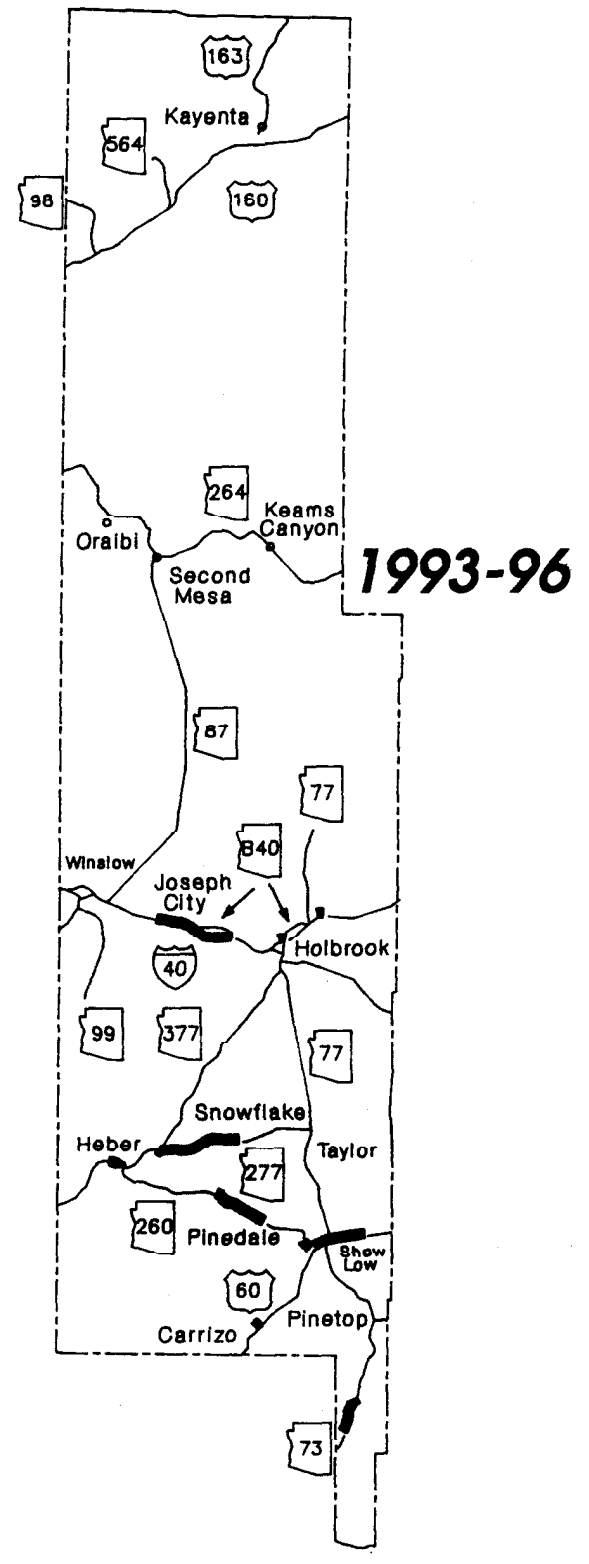 163
Kayenta
564
98
160
264
Keams
Canyon
Oraibi
Second
Mesa
1993-96
87
77
B40
Winslow
Joseph
City
Holbrook
40
99
377
77
Snowflake
Heber
Taylor
277
260
Pinedale
Show
Low
60
Pinetop
Carrizo
73